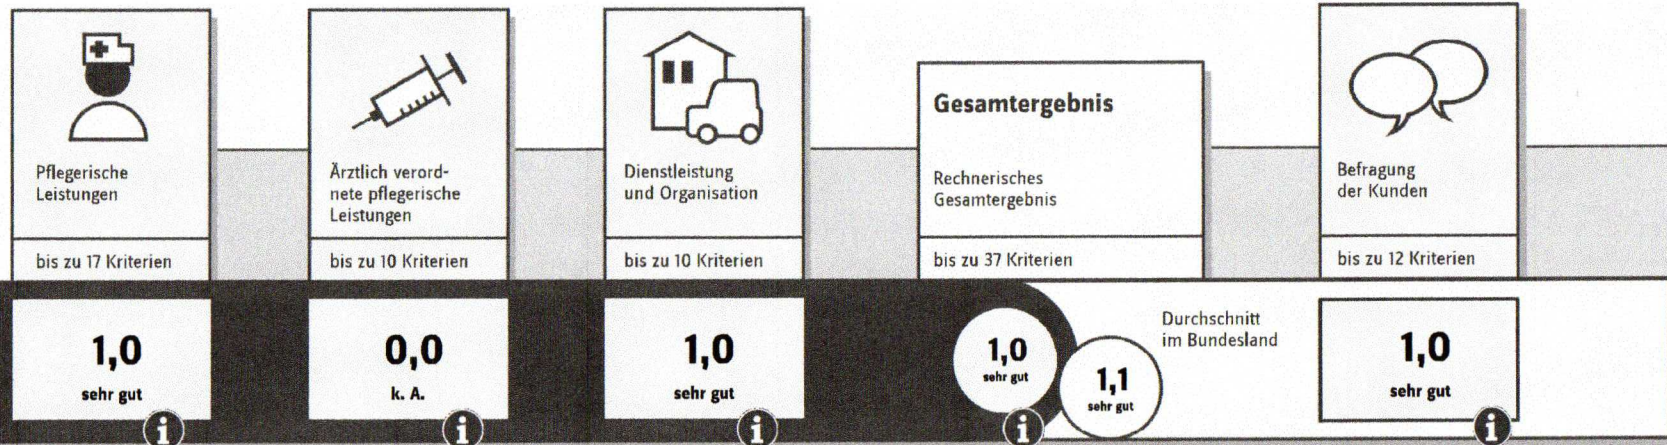 Pflegerische
Leistungen
bis zu 17 Kriterien
1,0
sehr gut
i
Ärztlich verord-
nete pflegerische
Leistungen
bis zu 10 Kriterien
0,0
k. A.
i
Dienstleistung
und Organisation
bis zu 10 Kriterien
1,0
sehr gut
i
Gesamtergebnis
Rechnerisches
Gesamtergebnis
bis zu 37 Kriterien
1,0
sehr gut
i
1,1
sehr gut
Durchschnitt
im Bundesland
Befragung
der Kunden
bis zu 12 Kriterien
1,0
sehr gut
i